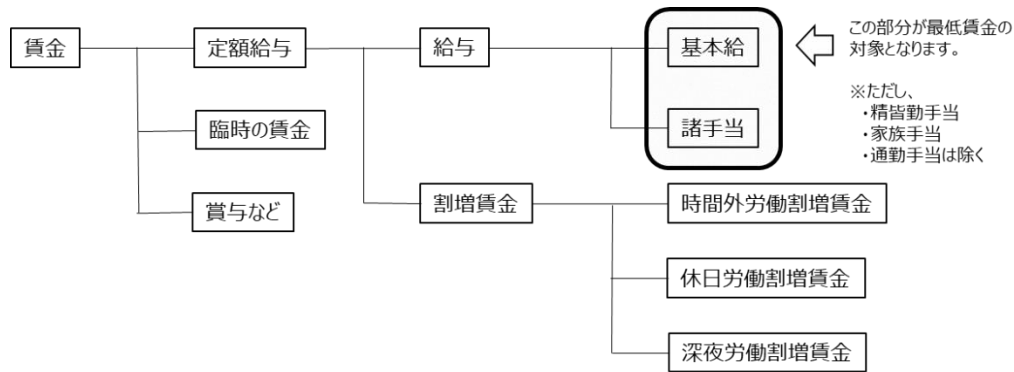 賃金
定額給与
給与
基本給
この部分が最低賃金の
対象となります。
※ただし、
・精皆勤手当
・家族手当
・通勤手当は除く
諸手当
臨時の賃金
賞与など
割増賃金
時間外労働割増賃金
休日労働割増賃金
深夜労働割増賃金